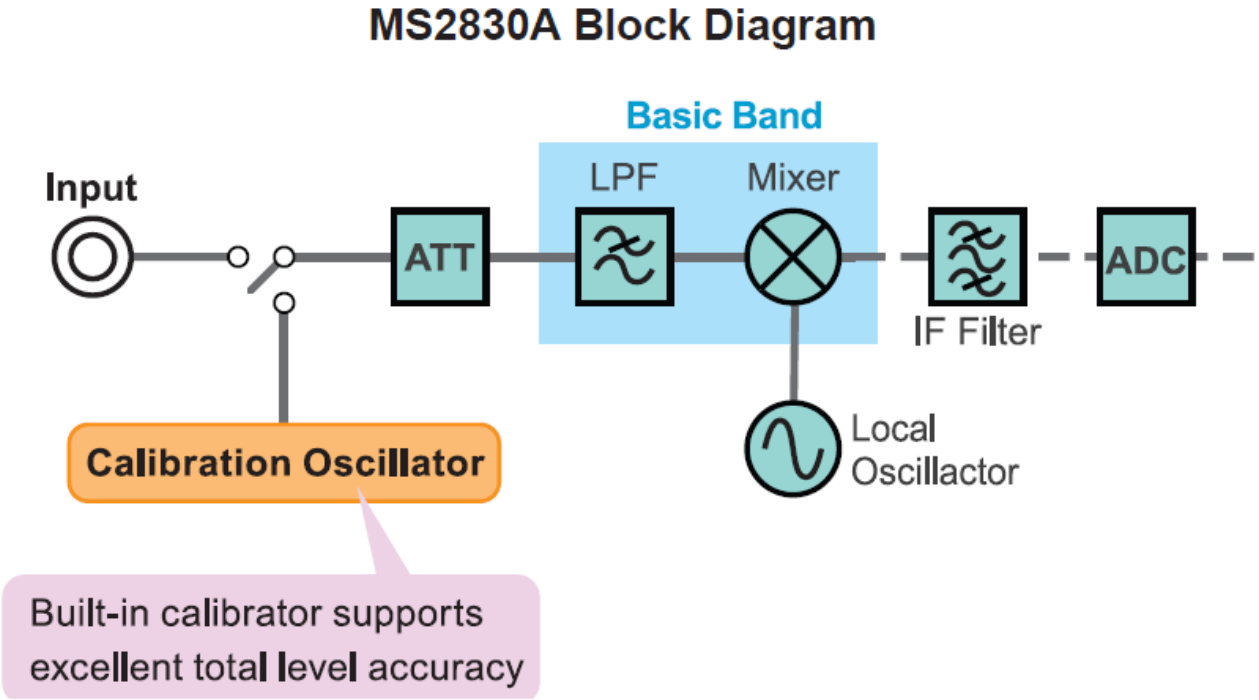 MS2830A Block Diagram
Basic Band
Input
LPF
Mixer
ATT
ADC
IF Filter
Calibration Oscillator
Local
Oscillactor
Built-in calibrator supports
excellent total level accuracy